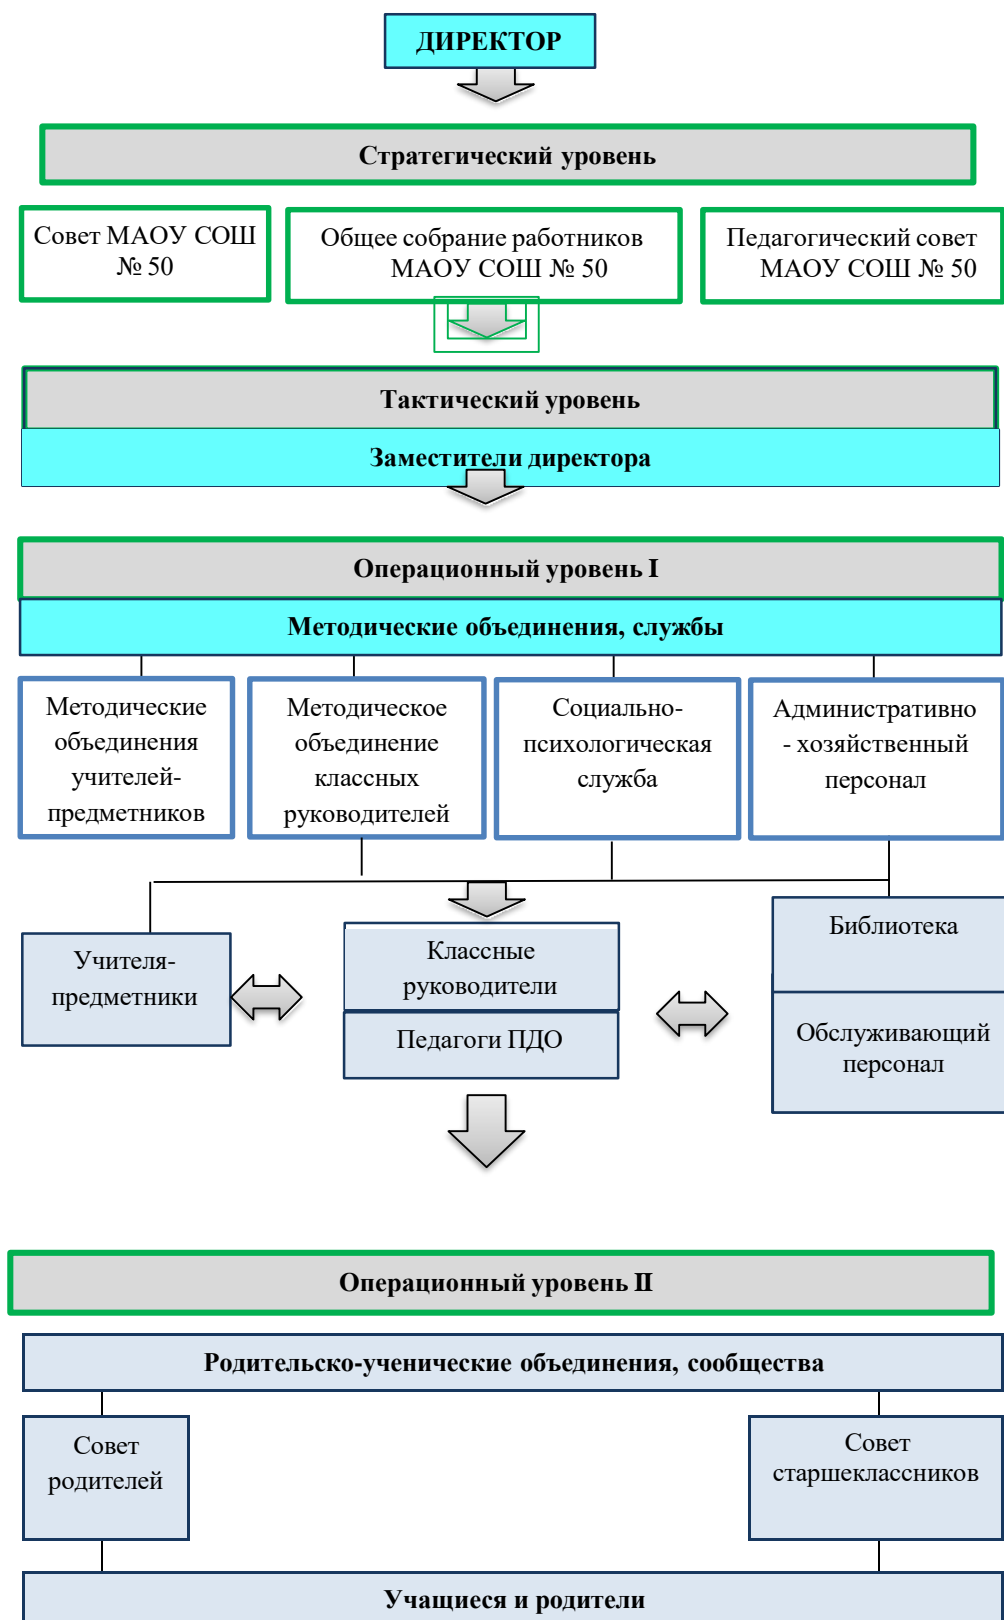 ДИРЕКТОР
Стратегический уровень
Совет МАОУ СОШ
№ 50
Общее собрание работников
МАОУ СОШ № 50
Педагогический совет
МАОУ СОШ № 50
Тактический уровень
Заместители директора
Операционный уровень I
Методические объединения, службы
Методические
объединения
учителей-
предметников
Методическое
объединение
классных
руководителей
Социально-
психологическая
служба
Административно
- хозяйственный
персонал
Учителя-
предметники
Классные
руководители
Педагоги ПДО
Библиотека
Обслуживающий
персонал
Операционный уровень II
Родительско-ученические объединения, сообщества
Совет
родителей
Совет
старшеклассников
Учащиеся и родители